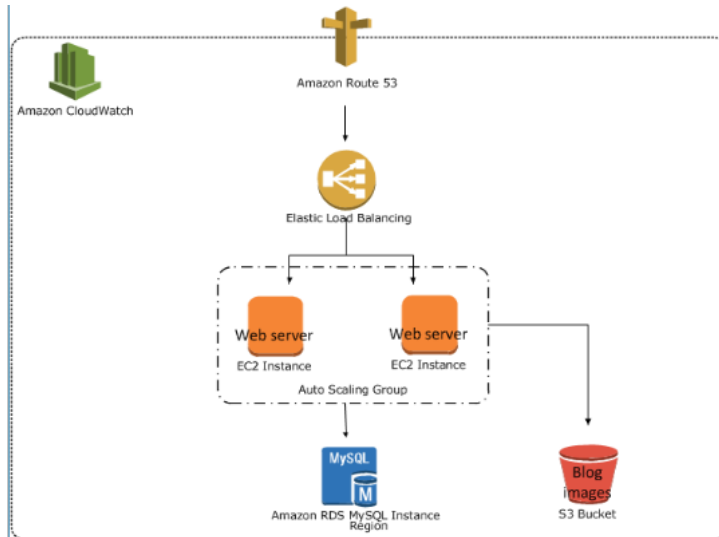 Amazon Route 53
Amazon CloudWatch
Elastic Load Balancing
Web server
EC2 Instance
Web server
EC2 Instance
Auto Scaling Group
MySQL
M
Amazon RDS MySQL Instance
Region
Blog
images
S3 Bucket